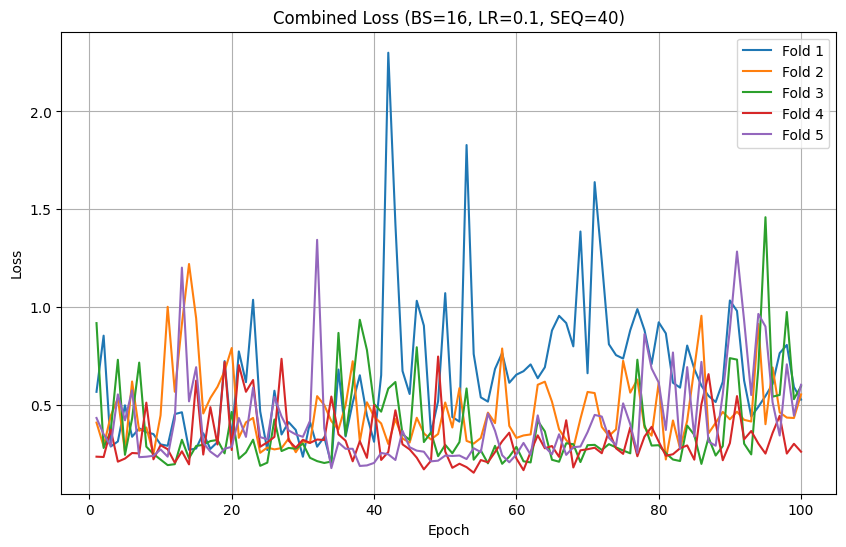 Combined Loss (BS=16, LR=0.1, SEQ=40)
Fold 1
Fold 2
Fold 3
Fold 4
Fold 5
2.0
1.5
1.0
0.5
Loss
0 20 40 60 80 100
Epoch